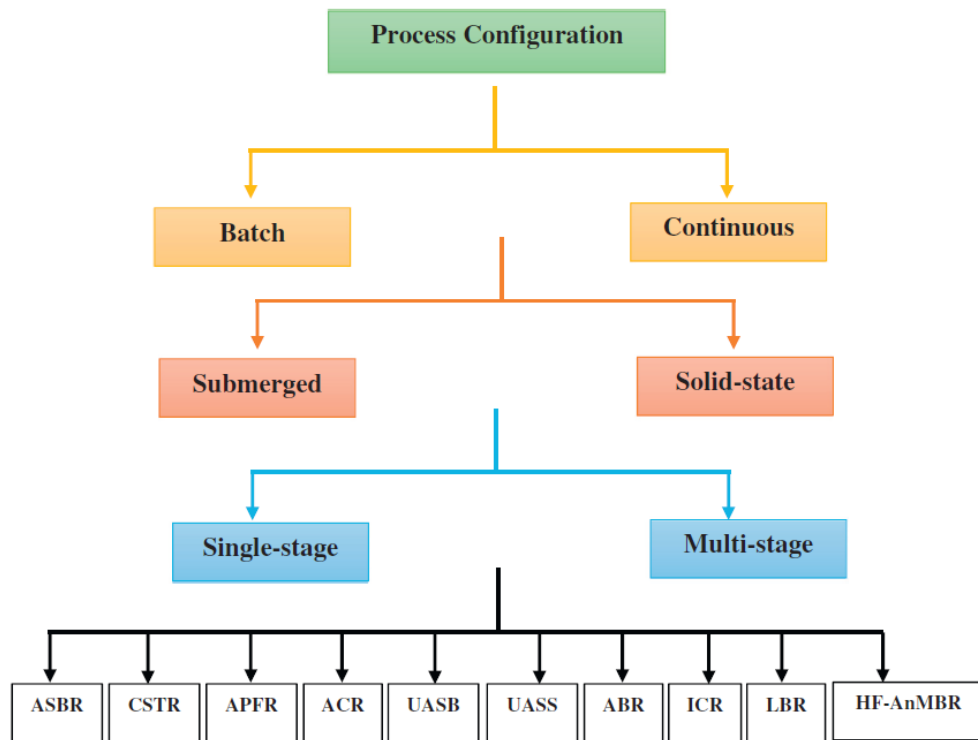 Process Configuration
Batch
Continuous
Submerged
Solid-state
Single-stage
Multi-stage
ASBR
CSTR
APFR
ACR
UASB
UASS
ABR
ICR
LBR
HF-AnMBR